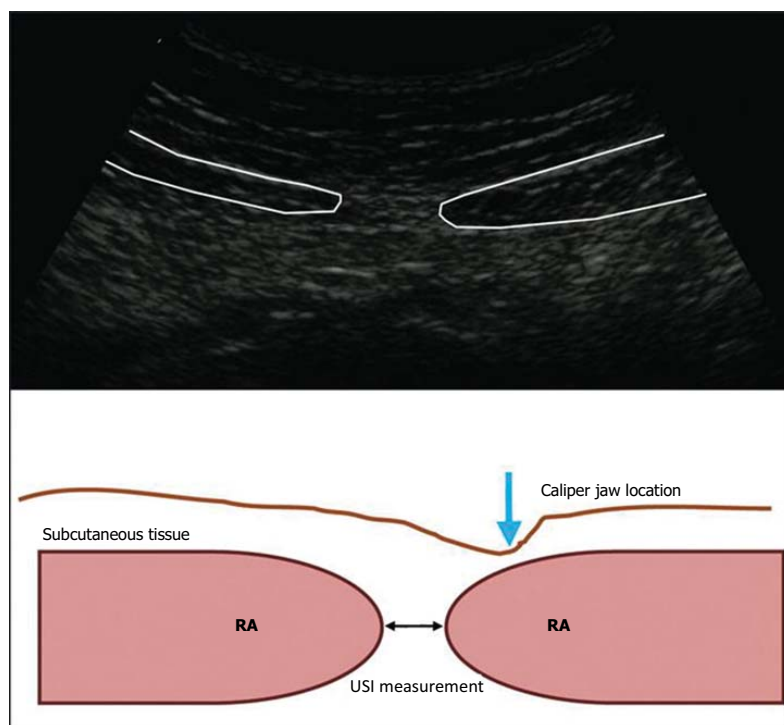 Caliper jaw location
Subcutaneous tissue
RA
RA
USI measurement